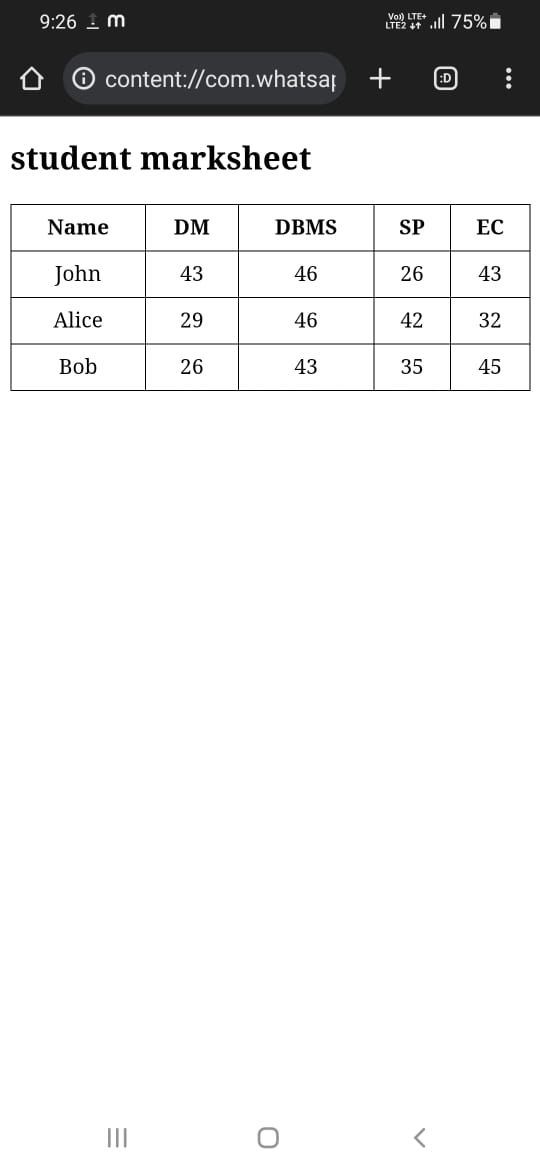 9:26 m Vo)) LTE+ LTE2 75%
content://com.whatsap
:D
student marksheet
Name DM DBMS SP EC
John 43 46 26 43
Alice 29 46 42 32
Bob 26 43 35 45